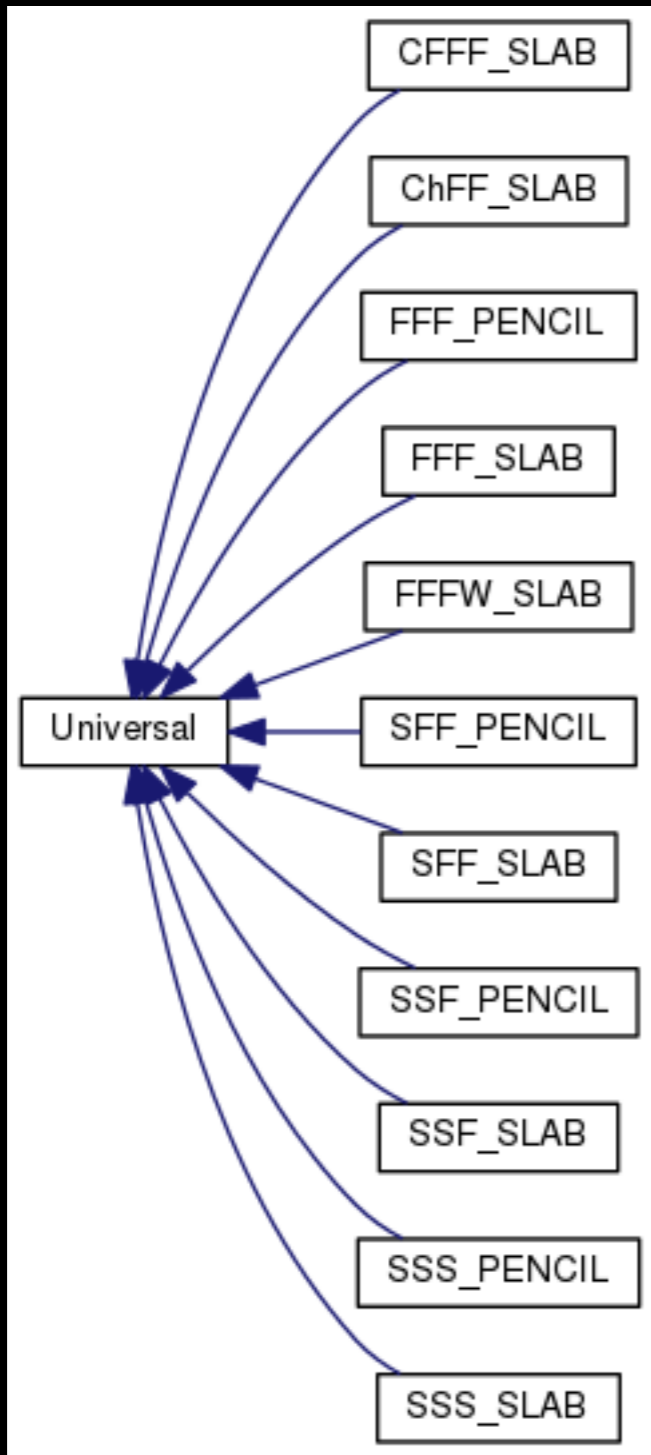 CFFF_SLAB
ChFF_SLAB
FFF_PENCIL
FFF_SLAB
FFFW_SLAB
Universal
SFF_PENCIL
SFF_SLAB
SSF_PENCIL
SSF_SLAB
SSS_PENCIL
SSS_SLAB